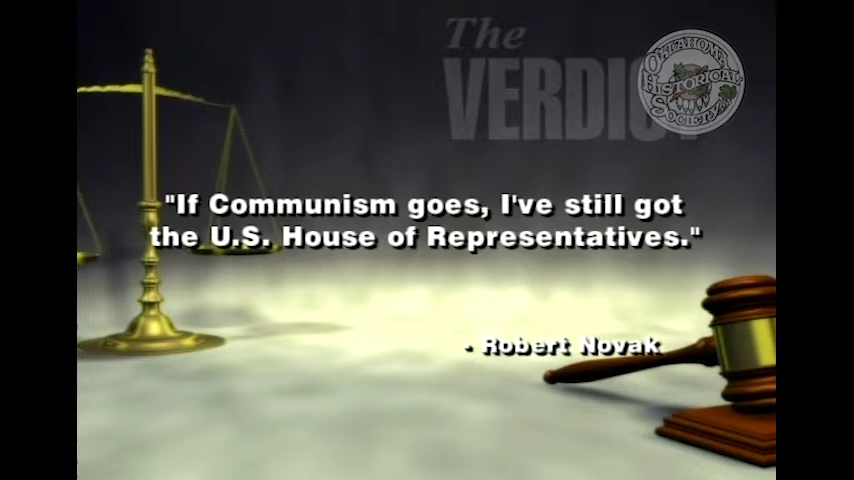 The
VERDICT
OKLAHOMA
HISTORICAL
SOCIETY
"If Communism goes, I've still got
the U.S. House of Representatives."
- Robert Novak